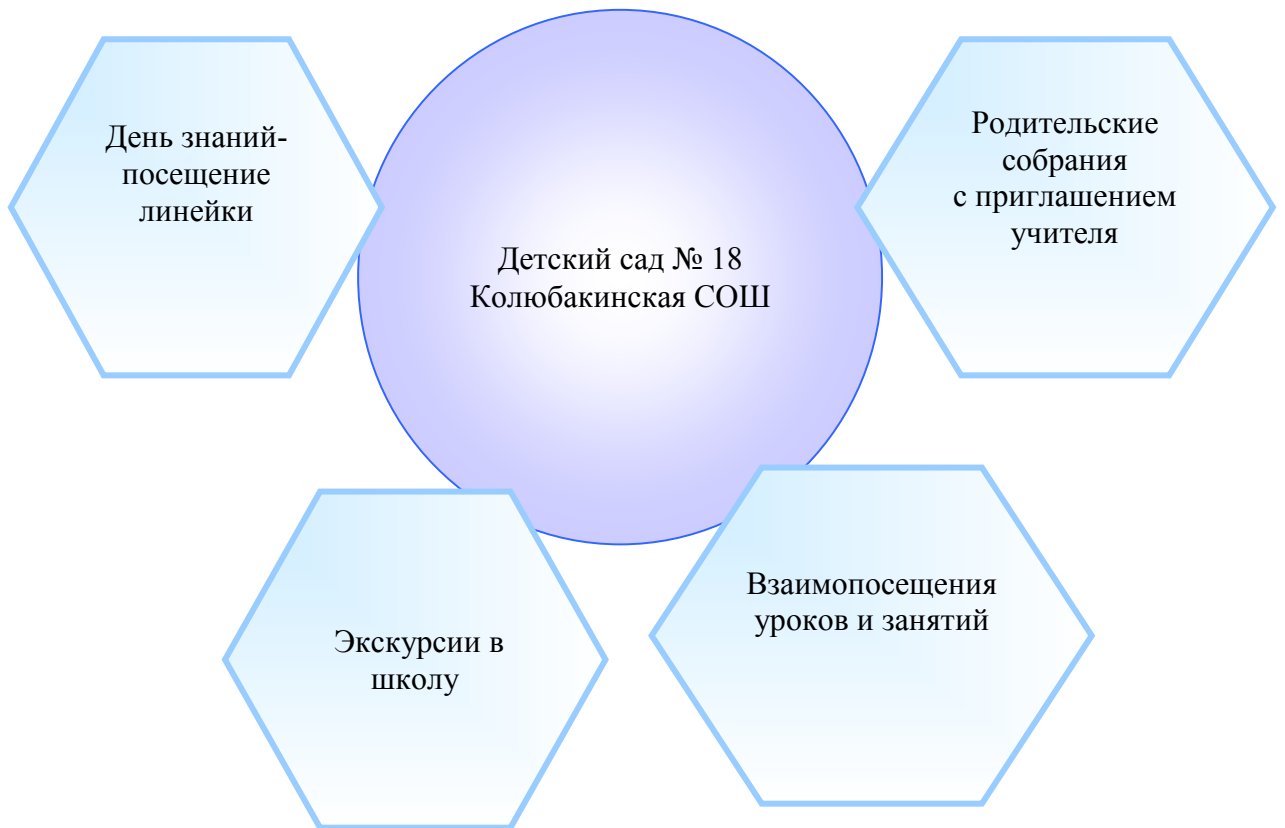 День знаний-
посещение
линейки
Детский сад № 18
Колюбакинская СОШ
Родительские
собрания
с приглашением
учителя
Экскурсии в
школу
Взаимопосещения
уроков и занятий